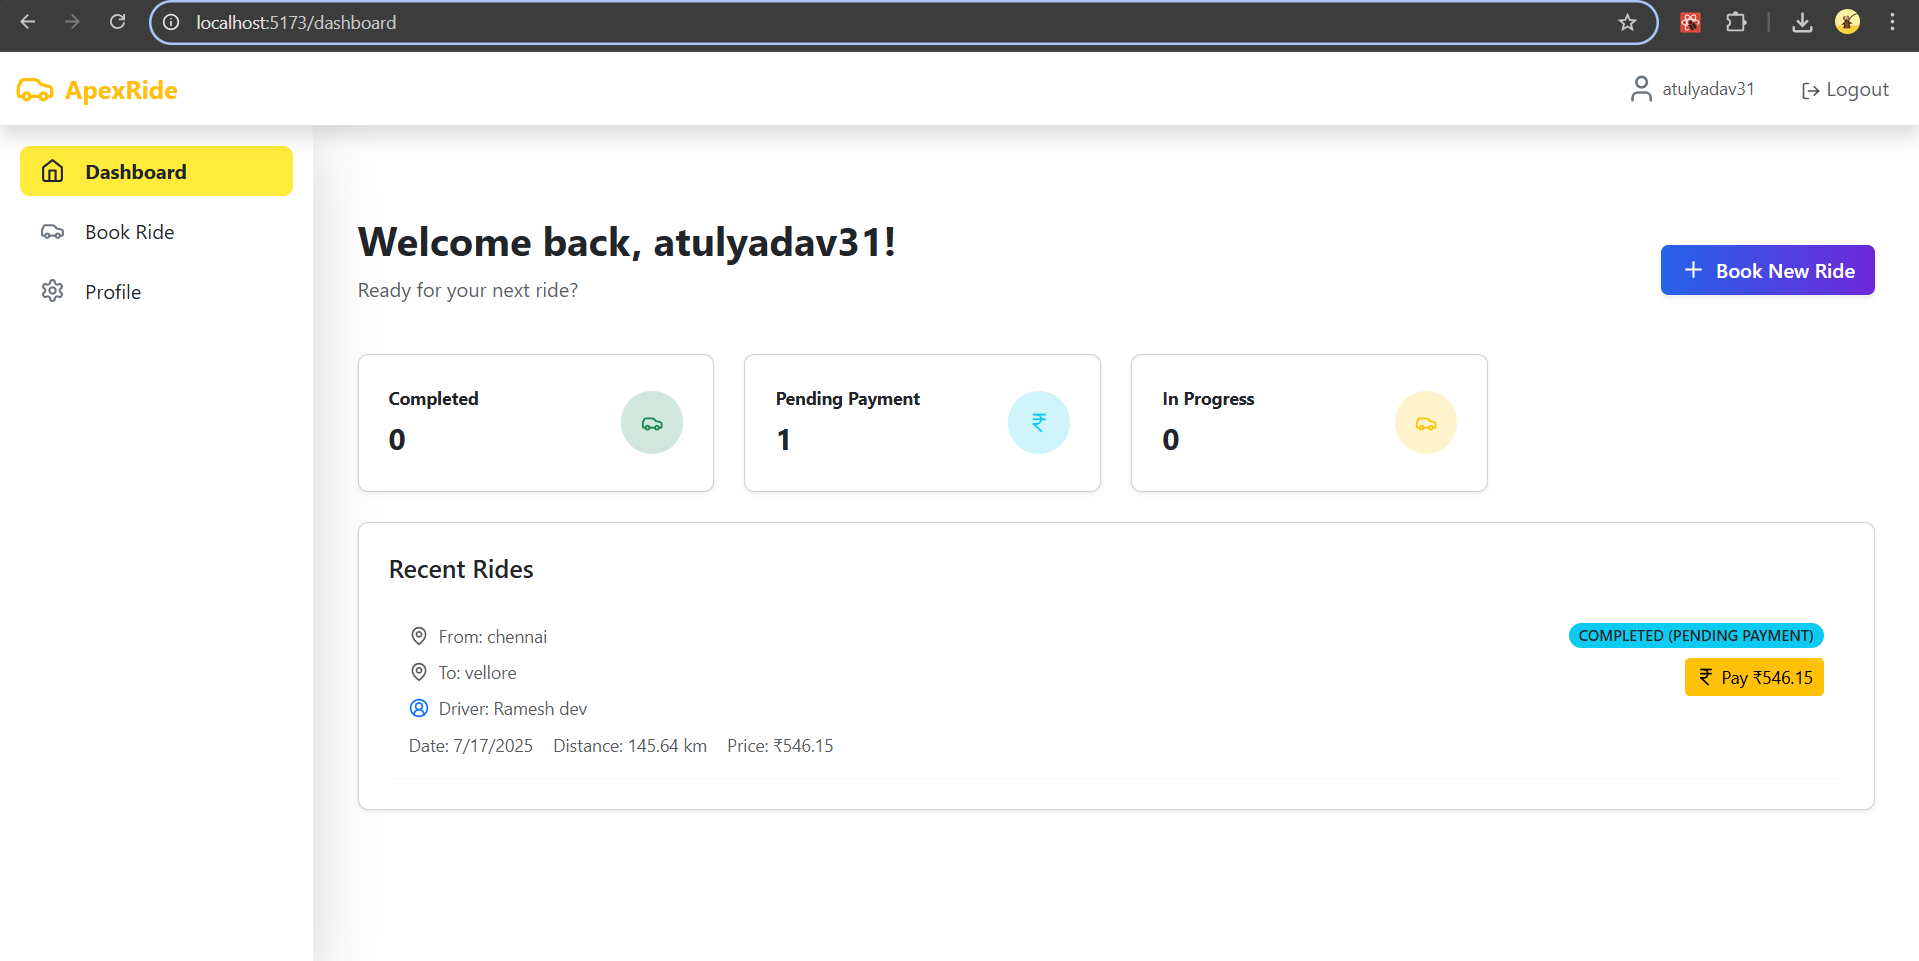 localhost:5173/dashboard
ApexRide
atulyadav31
Logout
Dashboard
Book Ride
Profile
Welcome back, atulyadav31!
Ready for your next ride?
+ Book New Ride
Completed
0
Pending Payment
1
₹
In Progress
0
Recent Rides
From: chennai
To: vellore
Driver: Ramesh dev
Date: 7/17/2025 Distance: 145.64 km Price: ₹546.15
COMPLETED (PENDING PAYMENT)
₹ Pay ₹546.15